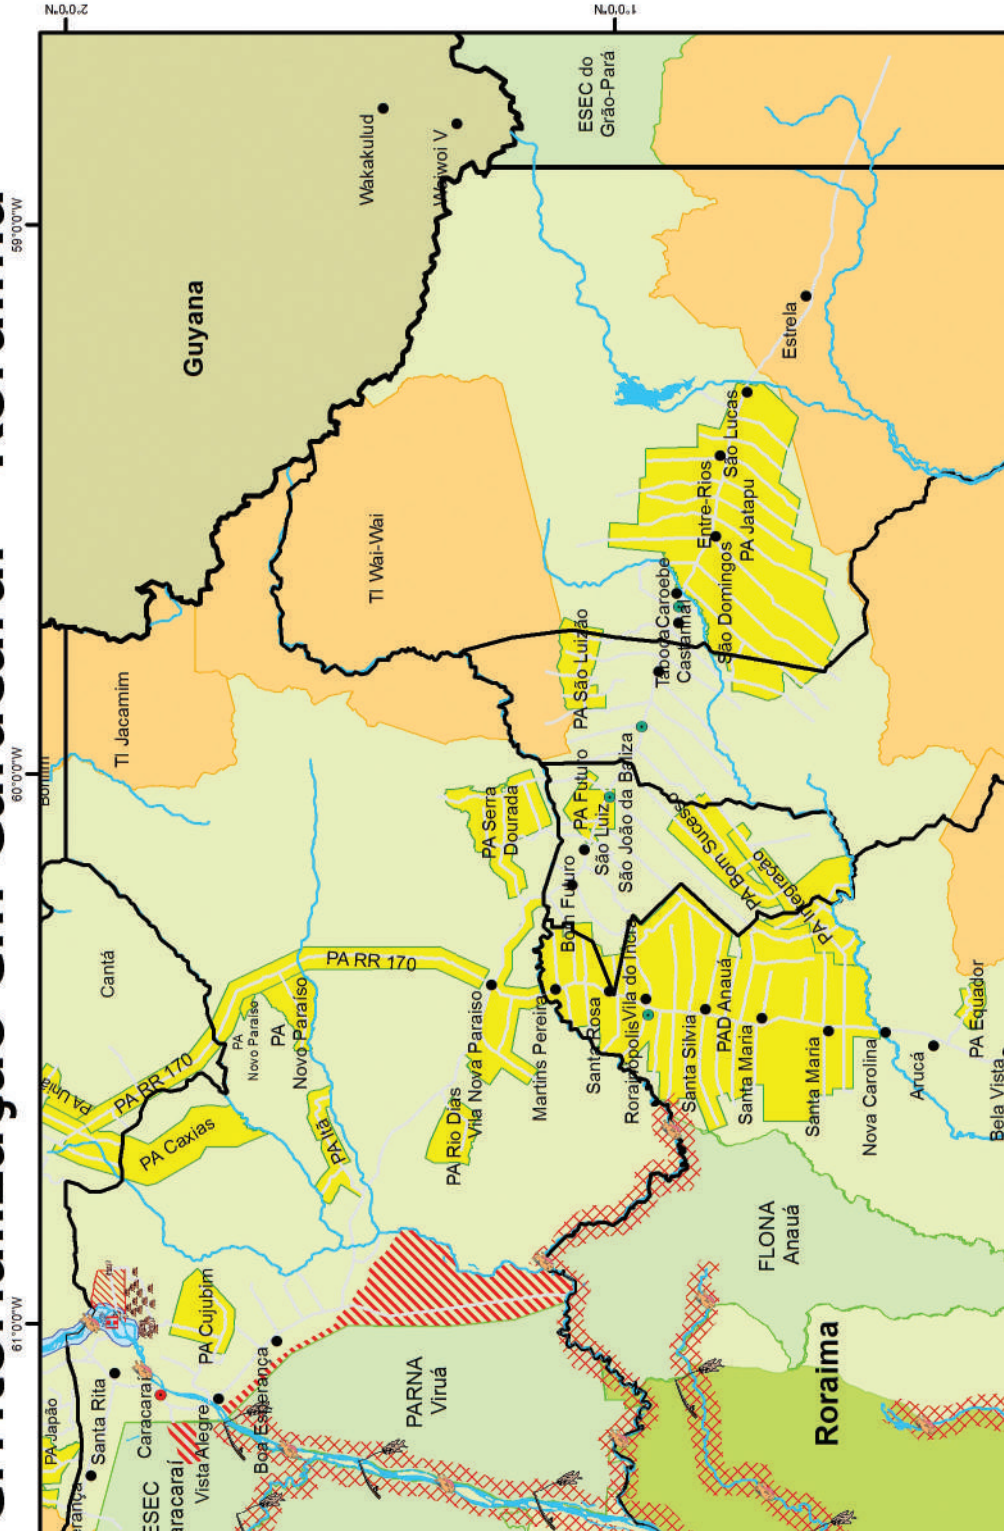 2°0'0"N
1°0'0"N
59°0'0"W
60°0'0"W
61°0'0"W
Guyana
Wakakulud
Waiwoi V
ESEC do
Grão-Pará
Estrela
TI Wai-Wai
TI Jacamim
Bonfim
Cantá
São Lucas
Entre-Rios
PA Jatapu
São Domingos
Caroebe
Taboca
Castanhal
PA São Luizão
São João da Baliza
PA Futuro
São Luiz
Bom Futuro
PA Serra
Dourada
PA Bom Sucesso
PA Integração
PA RR 170
PA RR 170
PA
Novo Paraíso
PA
Novo Paraíso
PA União
PA Caxias
PA Itã
PA Rio Dias
Vila Nova Paraiso
Martins Pereira
Santa Rosa
Vila do Incra
Rorainópolis
Santa Silvia
PAD Anauá
Santa Maria
Santa Maria
Nova Carolina
Arucá
PA Equador
Bela Vista
FLONA
Anauá
Roraima
PARNA
Viruá
PA Cujubim
Boa Esperança
Vista Alegre
Caracaraí
Santa Rita
PA Japão
erança
ESEC
aracaraí